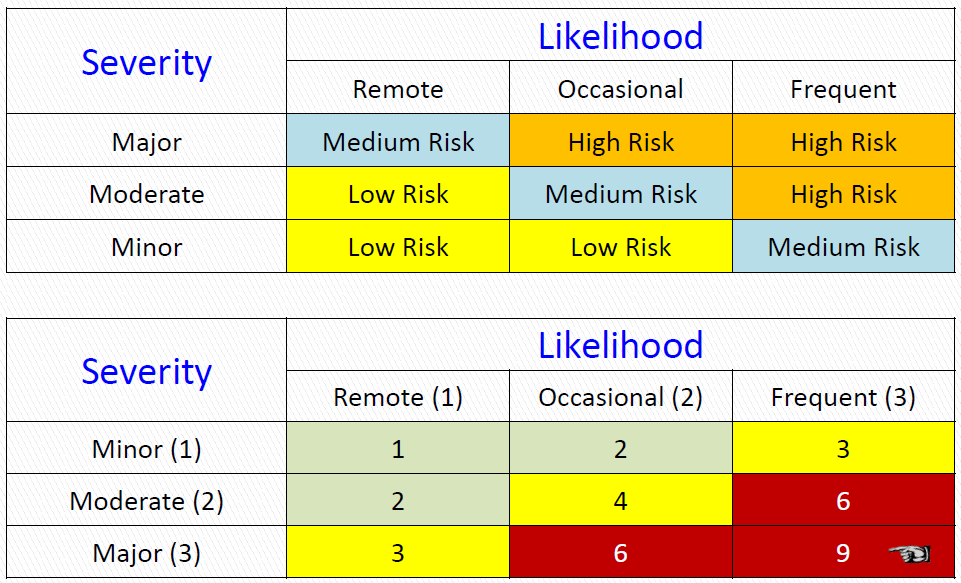 Severity Likelihood
Remote Occasional Frequent
Major Medium Risk High Risk High Risk
Moderate Low Risk Medium Risk High Risk
Minor Low Risk Low Risk Medium Risk
Severity Likelihood
Remote (1) Occasional (2) Frequent (3)
Minor (1) 1 2 3
Moderate (2) 2 4 6
Major (3) 3 6 9